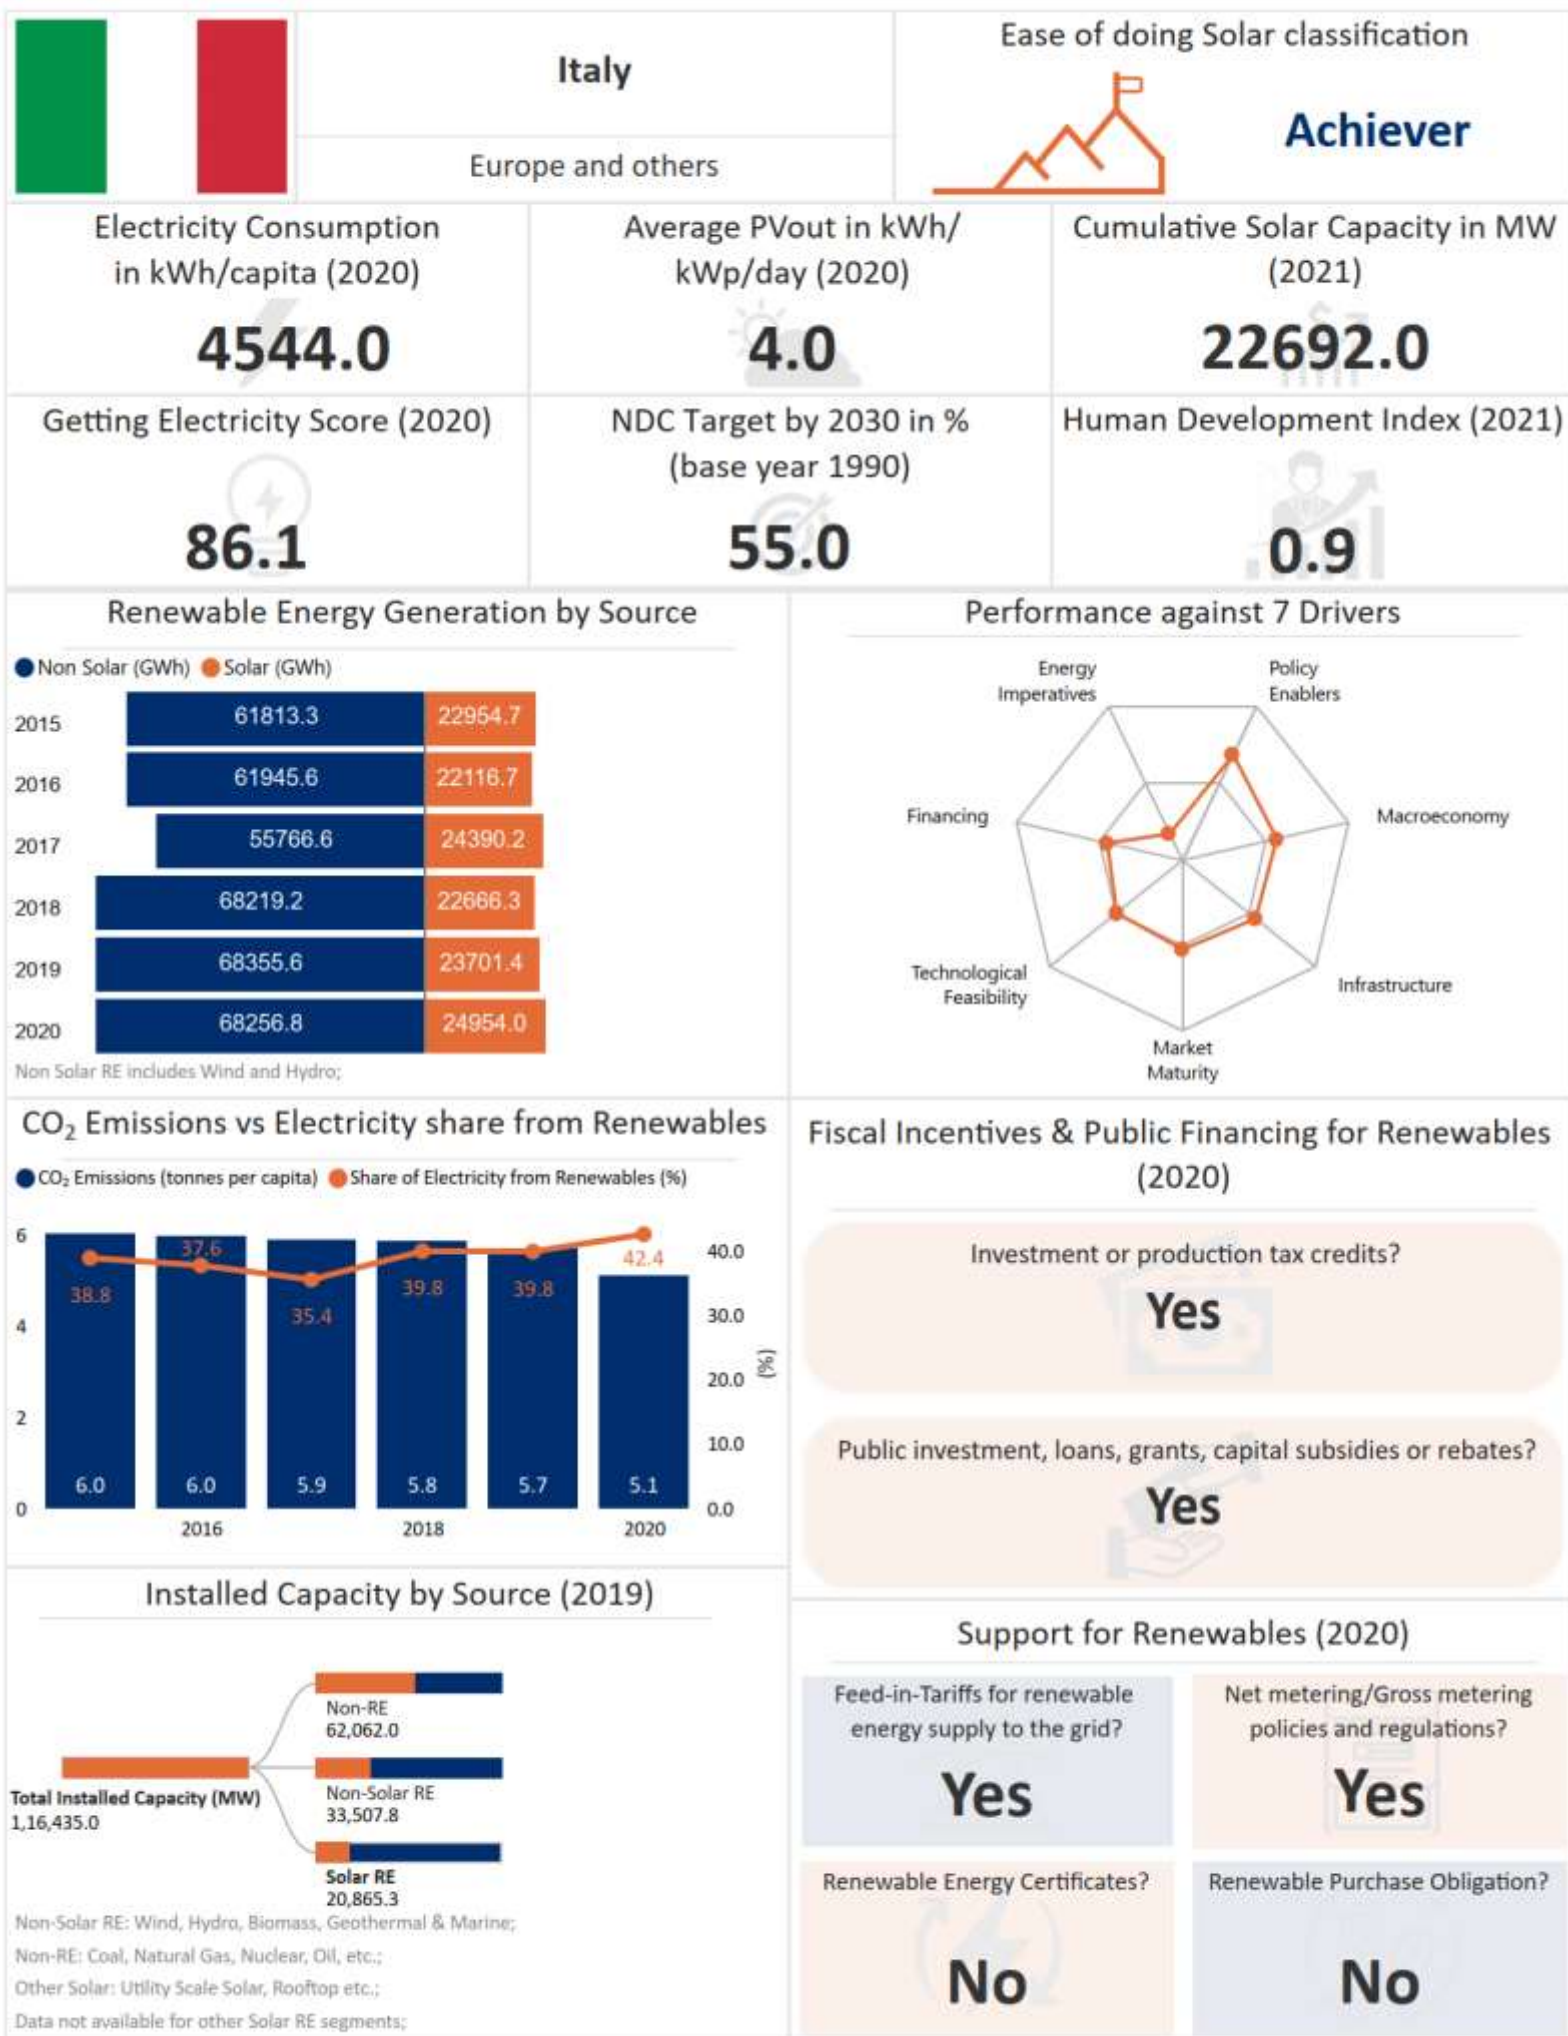 Italy
Europe and others
Ease of doing Solar classification
Achiever
Electricity Consumption
in kWh/capita (2020)
4544.0
Average PVout in kWh/
kWp/day (2020)
4.0
Cumulative Solar Capacity in MW
(2021)
22692.0
Getting Electricity Score (2020)
86.1
NDC Target by 2030 in %
(base year 1990)
55.0
Human Development Index (2021)
0.9
Renewable Energy Generation by Source
Non Solar (GWh) Solar (GWh)
2015 61813.3 22954.7
2016 61945.6 22116.7
2017 55766.6 24390.2
2018 68219.2 22666.3
2019 68355.6 23701.4
2020 68256.8 24954.0
Non Solar RE includes Wind and Hydro;
Performance against 7 Drivers
Energy
Imperatives
Policy
Enablers
Financing
Macroeconomy
Technological
Feasibility
Infrastructure
Market
Maturity
CO₂ Emissions vs Electricity share from Renewables
CO₂ Emissions (tonnes per capita) Share of Electricity from Renewables (%)
6
4
2
0
38.8
37.6
35.4
39.8
39.8
42.4
6.0 6.0 5.9 5.8 5.7 5.1
40.0
30.0
20.0
10.0
0.0
(%)
2016 2018 2020
Fiscal Incentives & Public Financing for Renewables
(2020)
Investment or production tax credits?
Yes
Public investment, loans, grants, capital subsidies or rebates?
Yes
Installed Capacity by Source (2019)
Total Installed Capacity (MW)
1,16,435.0
Non-RE
62,062.0
Non-Solar RE
33,507.8
Solar RE
20,865.3
Non-Solar RE: Wind, Hydro, Biomass, Geothermal & Marine;
Non-RE: Coal, Natural Gas, Nuclear, Oil, etc.;
Other Solar: Utility Scale Solar, Rooftop etc.;
Data not available for other Solar RE segments;
Support for Renewables (2020)
Feed-in-Tariffs for renewable
energy supply to the grid?
Yes
Net metering/Gross metering
policies and regulations?
Yes
Renewable Energy Certificates?
No
Renewable Purchase Obligation?
No